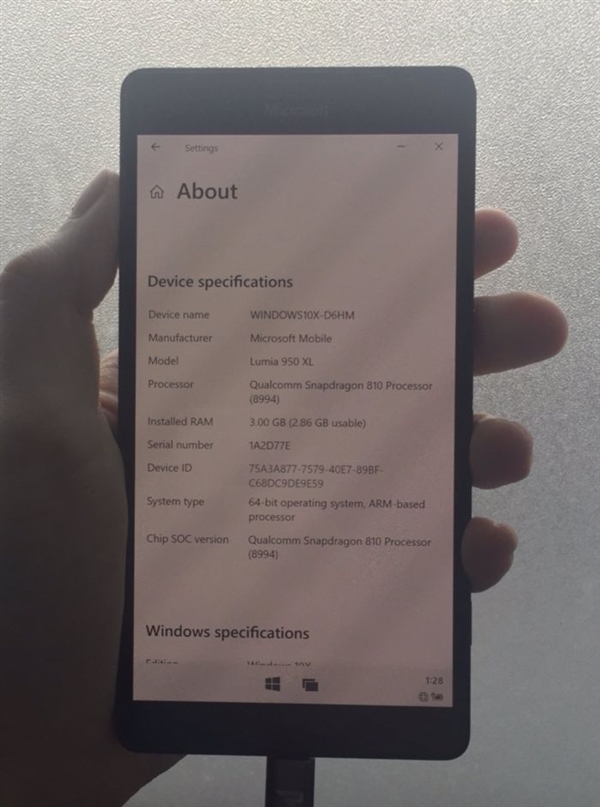 Microsoft
Settings
About
Device specifications
Device name WINDOWS10X-D6HM
Manufacturer Microsoft Mobile
Model Lumia 950 XL
Processor Qualcomm Snapdragon 810 Processor
(8994)
Installed RAM 3.00 GB (2.86 GB usable)
Serial number 1A2D77E
Device ID 75A3A877-7579-40E7-89BF-
C68DC9DE9E59
System type 64-bit operating system, ARM-based
processor
Chip SOC version Qualcomm Snapdragon 810 Processor
(8994)
Windows specifications
Edition Windows 10X
1:28